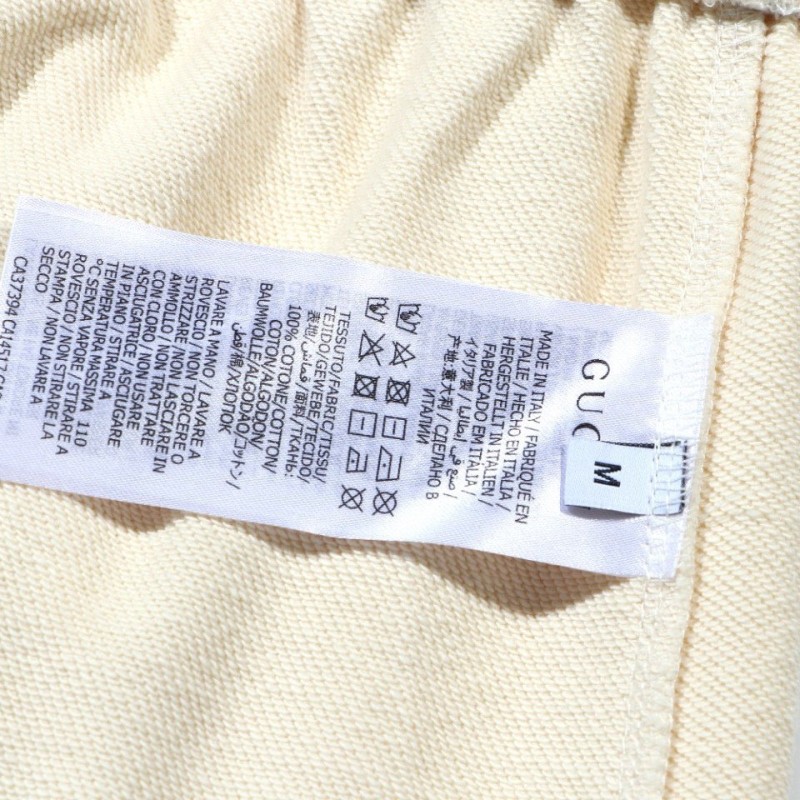 GUC
M
MADE IN ITALY / FABRIQUÉ EN
ITALIE / HECHO EN ITALIA
HERGESTELLT IN ITALIEN /
FABRICADO EM ITÁLIA /
イタリア製 / صنع في إيطاليا /
产地:意大利 / СДЕЛАНО В
ИТАЛИИ
TESSUTO/FABRIC/TISSU/
TEJIDO/GEWEBE/TECIDO/
表地/قماش/面料/ТКАНЬ:
100% COTONE/COTTON/
COTON/ALGODON/
BAUMWOLLE/ALGODAO/コットン/
قطن/棉/ХЛОПОК
LAVARE A MANO / LAVARE A
ROVESCIO / NON TORCERE O
STRIZZARE / NON LASCIARE IN
AMMOLLO / NON TRATTARE
CON CLORO / NON USARE
ASCIUGATRICE / ASCIUGARE
IN PIANO / STIRARE A
TEMPERATURA MASSIMA 110
°C SENZA VAPORE / STIRARE A
ROVESCIO / NON STIRARE LA
STAMPA / NON LAVARE A
SECCO
CA37394